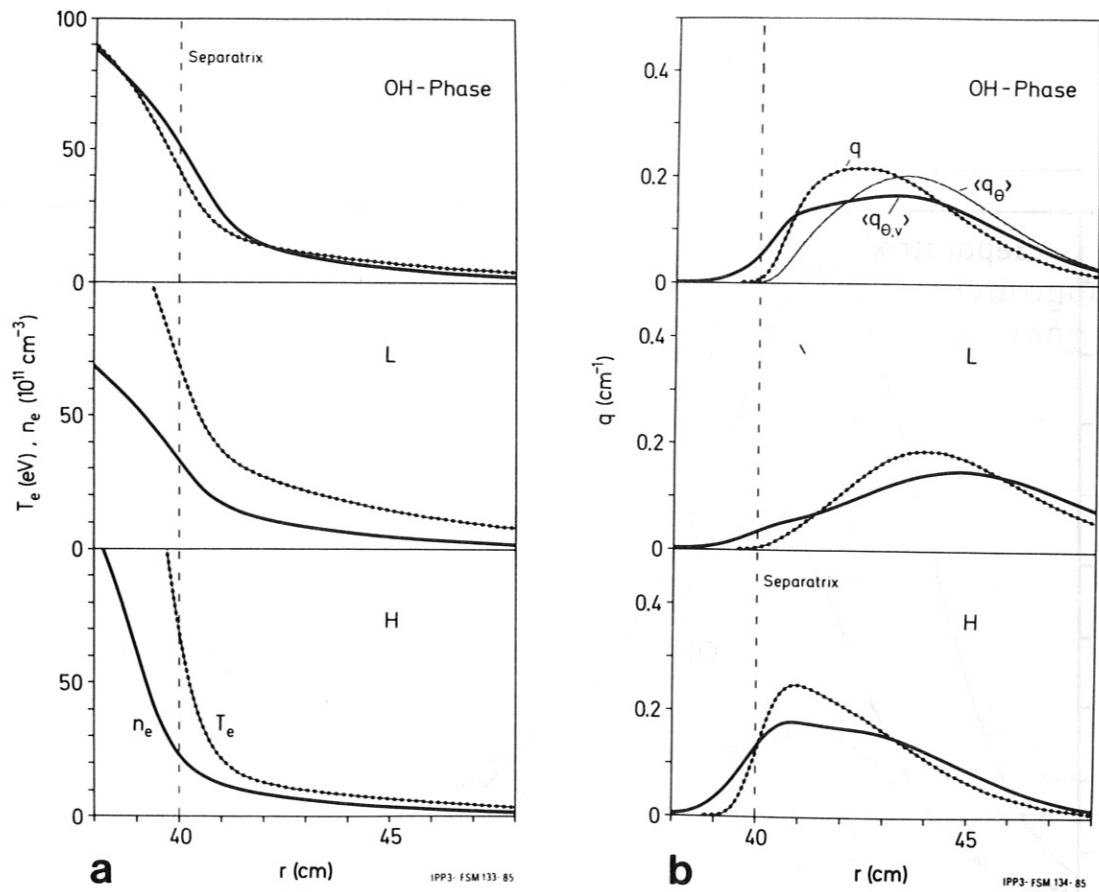 100
50
0
50
0
50
0
T_e (eV), n_e (10^11 cm^-3)
Separatrix
OH-Phase
L
H
n_e
T_e
40
45
r (cm)
a
IPP3-FSM 133-85
0.4
0.2
0
0.4
0.2
0
0.4
0.2
0
q (cm^-1)
OH-Phase
q
⟨q_θ⟩
⟨q_θ,v⟩
L
Separatrix
H
40
45
r (cm)
b
IPP3-FSM 134-85